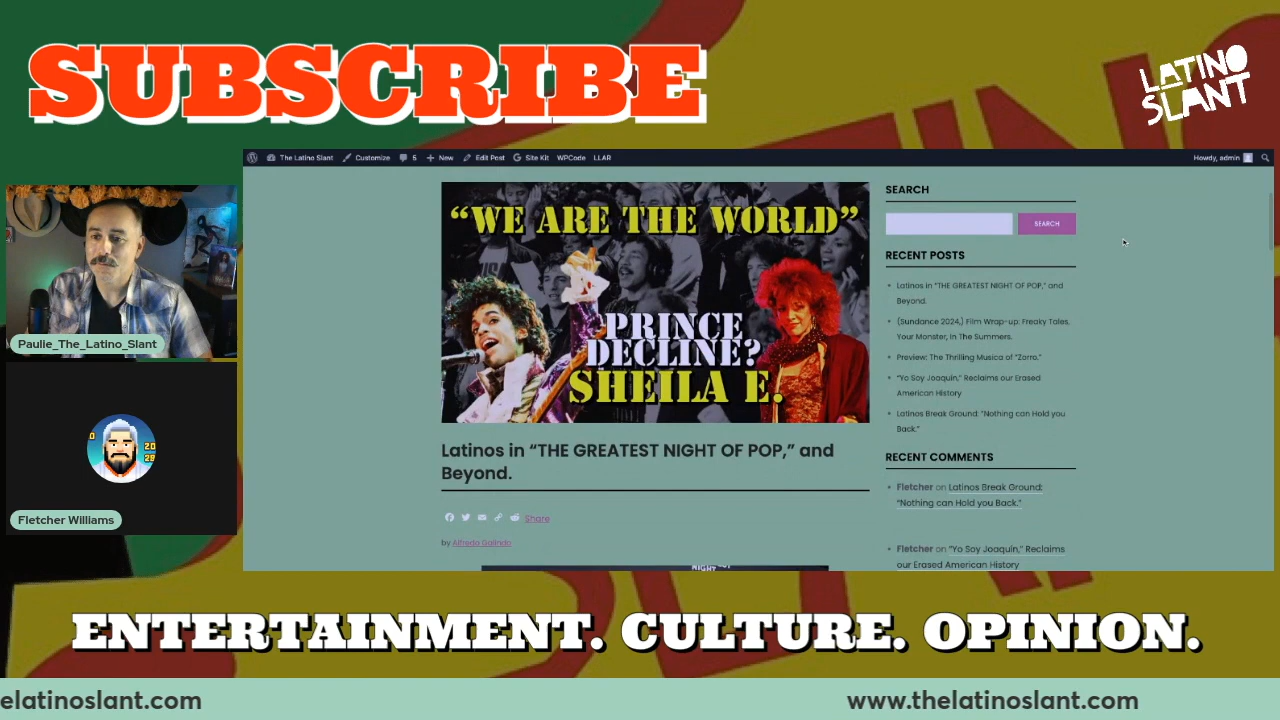 SUBSCRIBE
LATINO
SLANT
The Latino Slant Customize 5 New Edit Post Site Kit WPCode LLAR Howdy, admin
“WE ARE THE WORLD”
PRINCE
DECLINE?
SHEILA E.
Latinos in “THE GREATEST NIGHT OF POP,” and
Beyond.
Share
by Alfredo Galindo
NIGHT
SEARCH
SEARCH
RECENT POSTS
Latinos in “THE GREATEST NIGHT OF POP,” and
Beyond.
(Sundance 2024,) Film Wrap-up: Freaky Tales,
Your Monster, In The Summers.
Preview: The Thrilling Musica of “Zorro.”
“Yo Soy Joaquin,” Reclaims our Erased
American History
Latinos Break Ground: “Nothing can Hold you
Back.”
RECENT COMMENTS
Fletcher on Latinos Break Ground:
“Nothing can Hold you Back.”
Fletcher on “Yo Soy Joaquin,” Reclaims
our Erased American History
Paulie_The_Latino_Slant
0
20
29
Fletcher Williams
ENTERTAINMENT. CULTURE. OPINION.
elatinoslant.com www.thelatinoslant.com